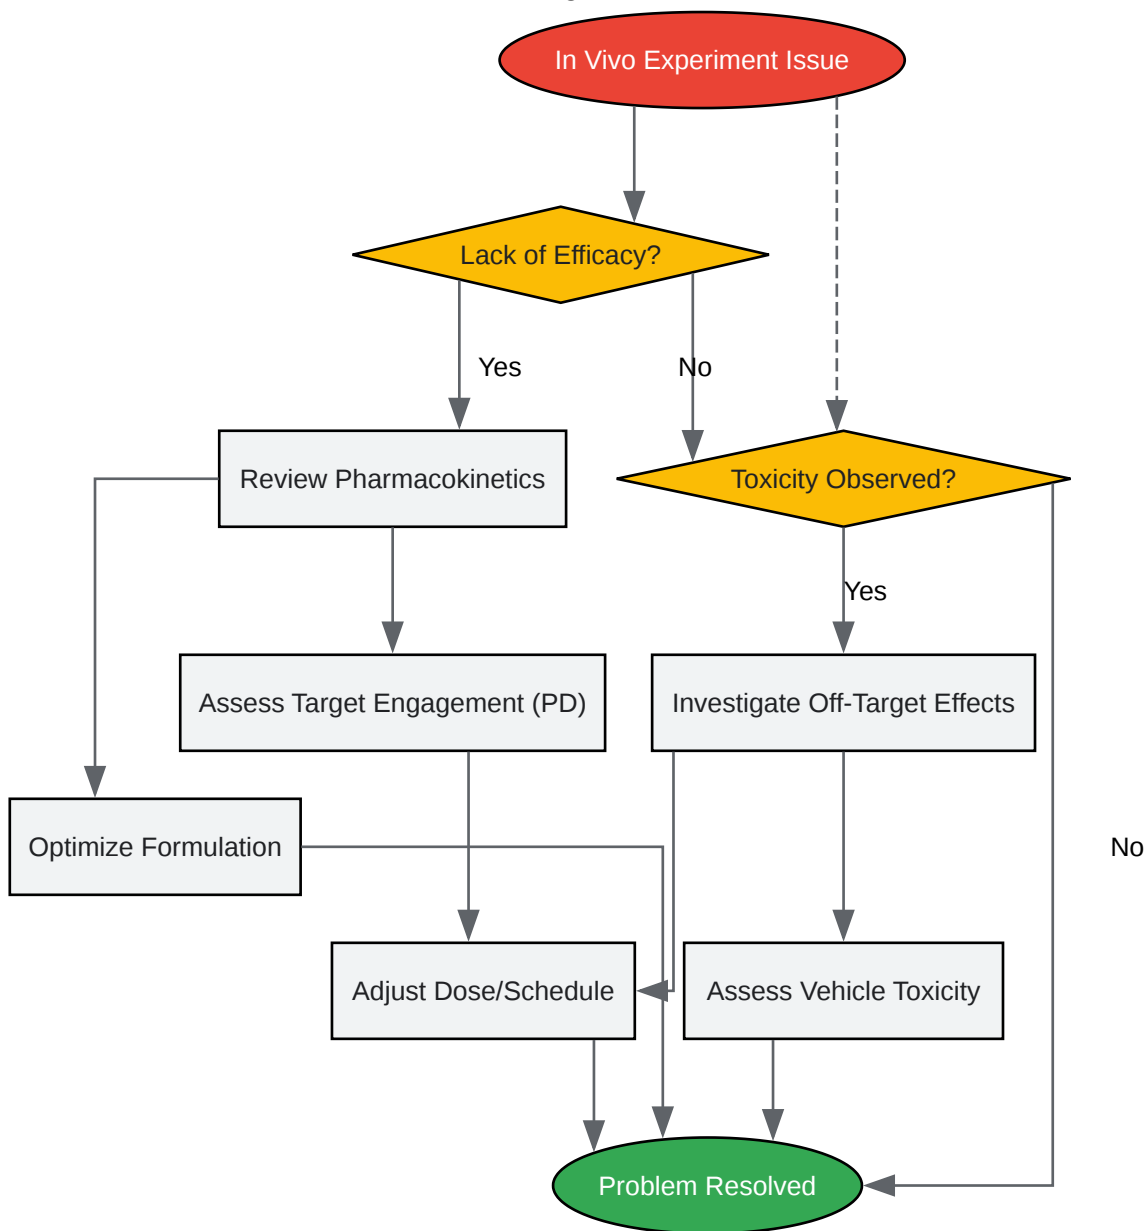 In Vivo Experiment Issue
Lack of Efficacy?
Yes
No
Review Pharmacokinetics
Toxicity Observed?
Yes
Assess Target Engagement (PD)
Investigate Off-Target Effects
Optimize Formulation
No
Adjust Dose/Schedule
Assess Vehicle Toxicity
Problem Resolved